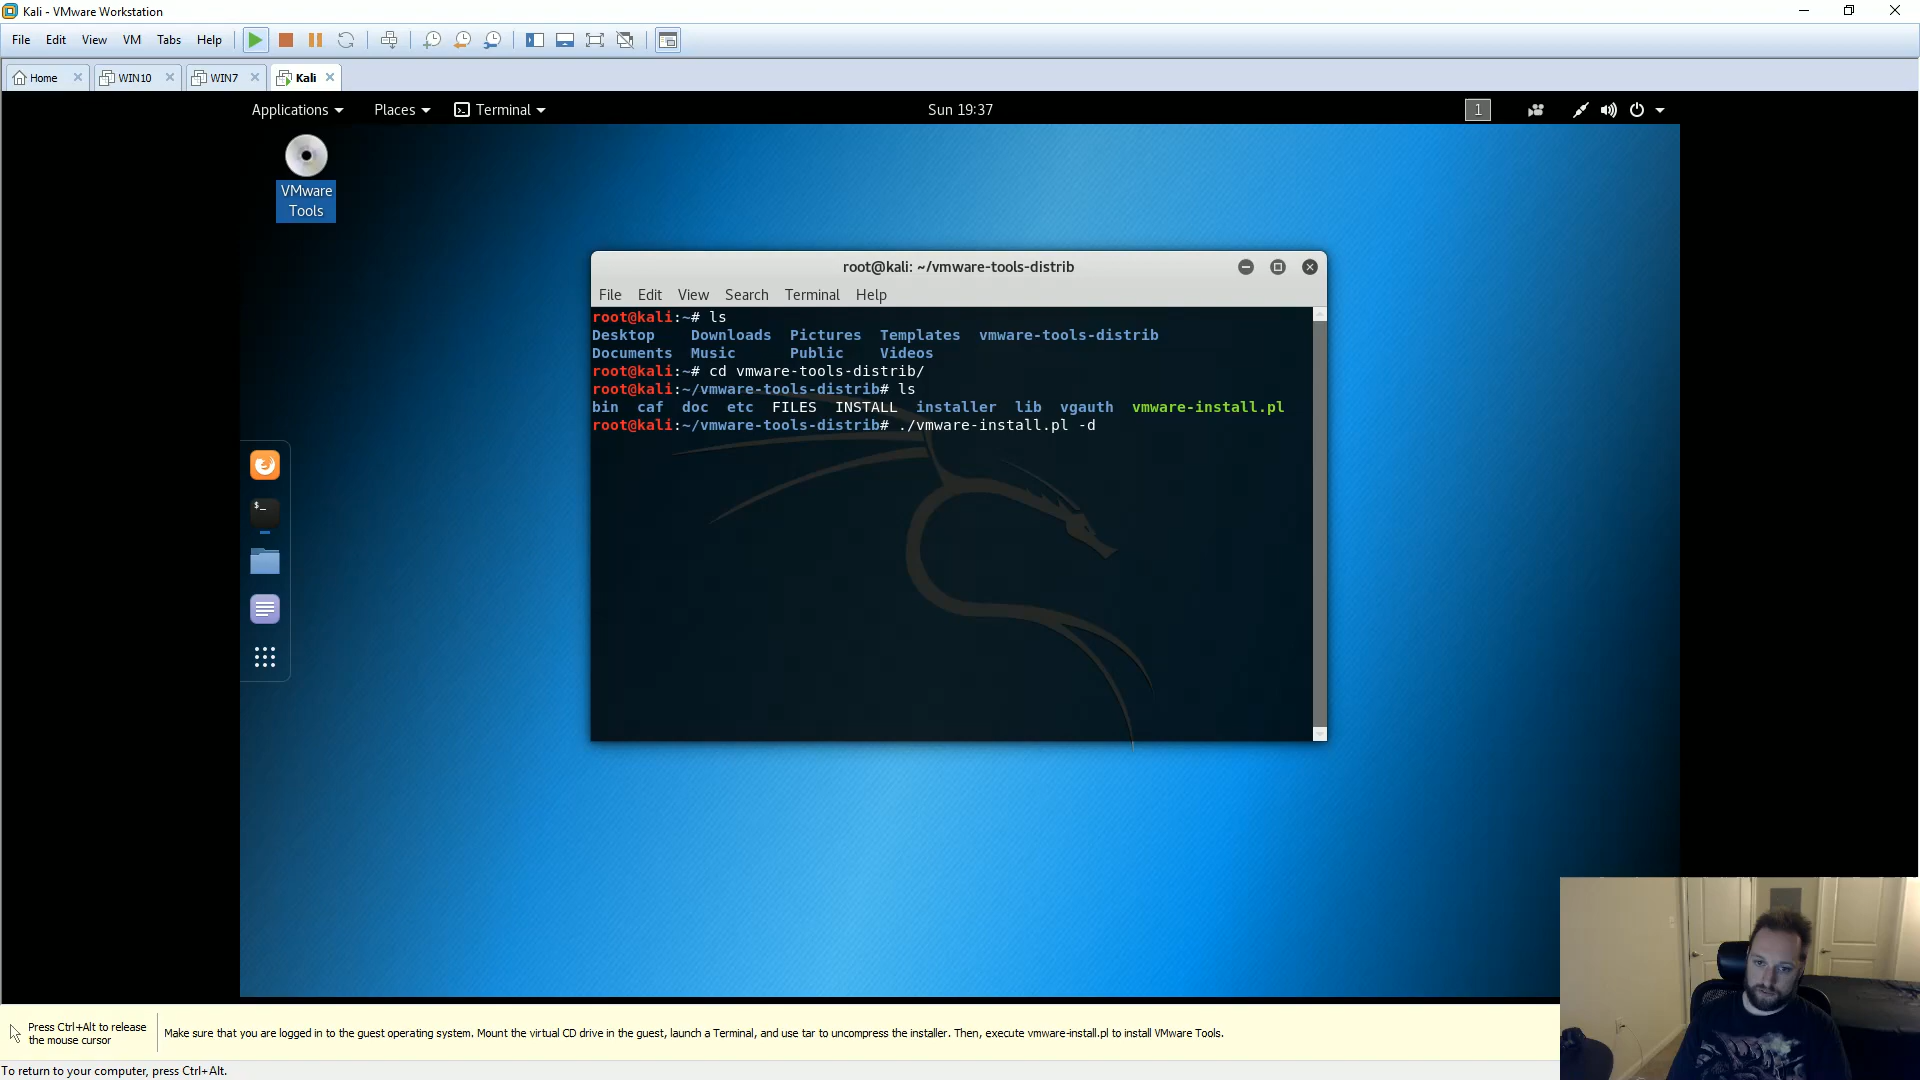 Kali - VMware Workstation
File Edit View VM Tabs Help
Home WIN10 WIN7 Kali
Applications Places Terminal Sun 19:37 1
VMware
Tools
root@kali: ~/vmware-tools-distrib
File Edit View Search Terminal Help
root@kali:~# ls
Desktop Downloads Pictures Templates vmware-tools-distrib
Documents Music Public Videos
root@kali:~# cd vmware-tools-distrib/
root@kali:~/vmware-tools-distrib# ls
bin caf doc etc FILES INSTALL installer lib vgauth vmware-install.pl
root@kali:~/vmware-tools-distrib# ./vmware-install.pl -d
$_
Press Ctrl+Alt to release
the mouse cursor
Make sure that you are logged in to the guest operating system. Mount the virtual CD drive in the guest, launch a Terminal, and use tar to uncompress the installer. Then, execute vmware-install.pl to install VMware Tools.
To return to your computer, press Ctrl+Alt.